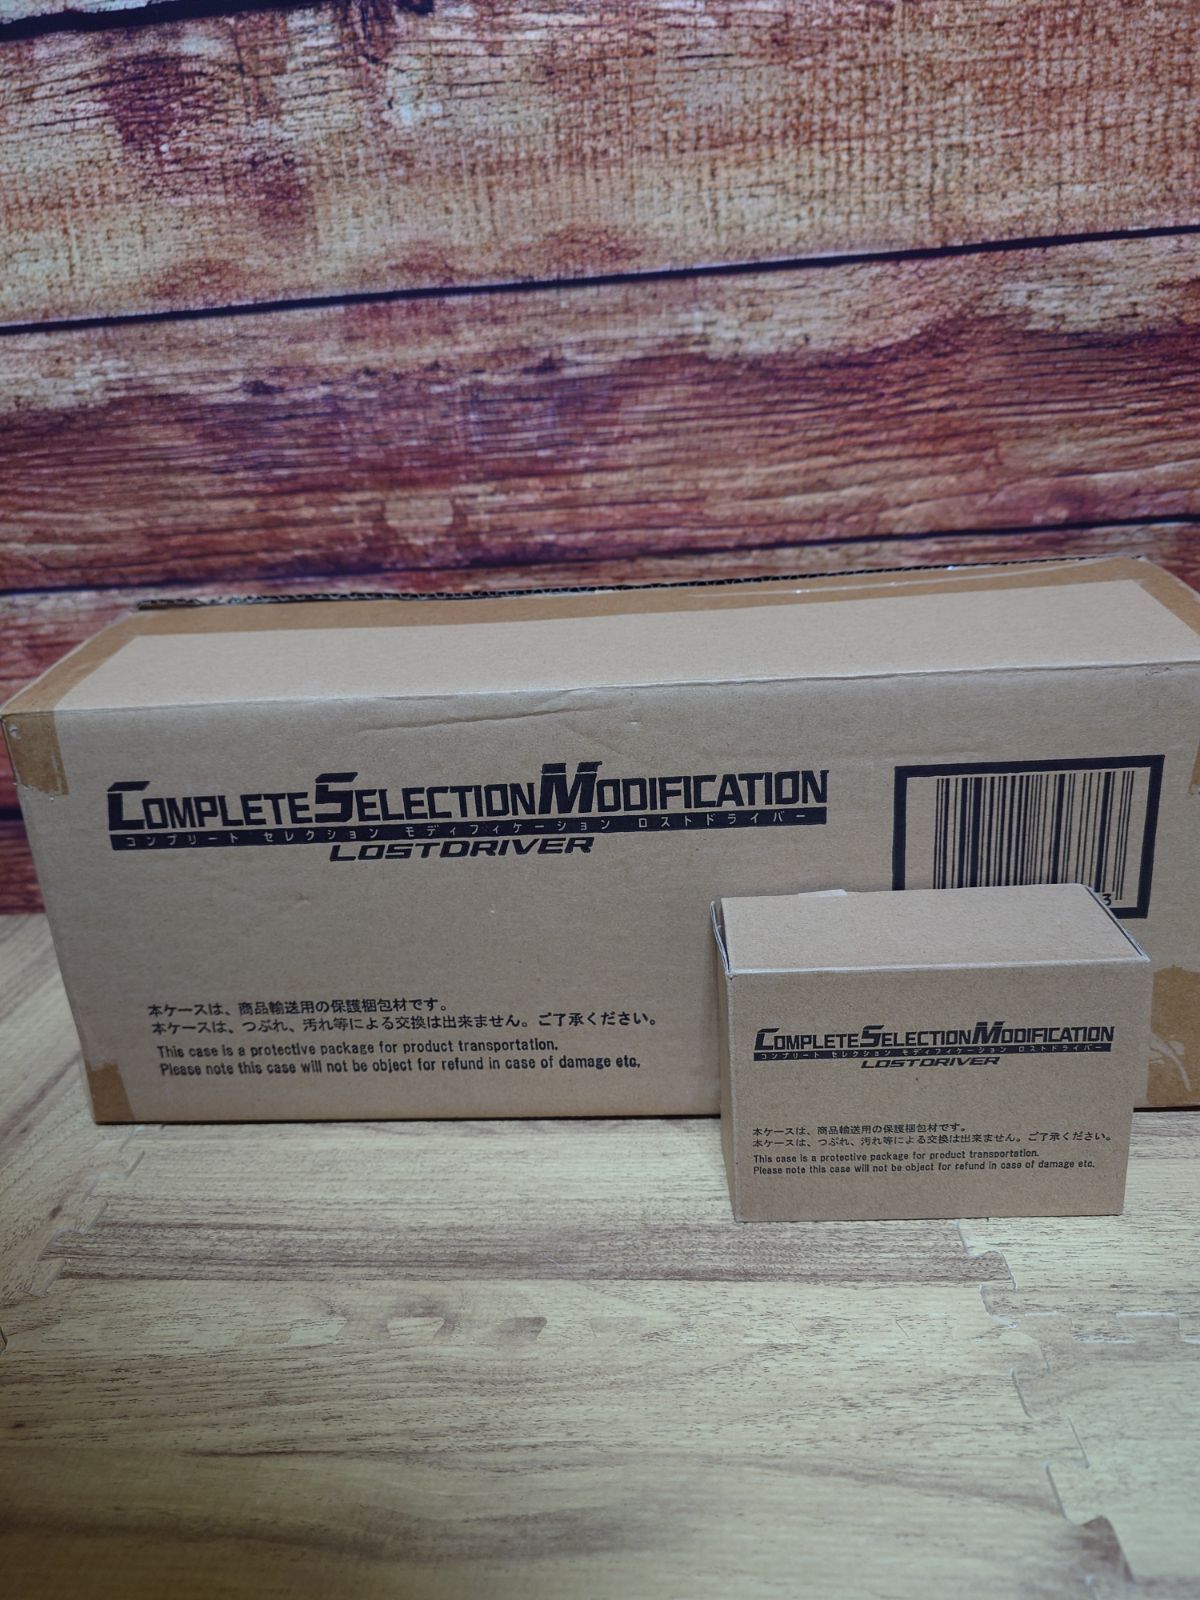 COMPLETE SELECTION MODIFICATION
コンプリート セレクション モディフィケーション ロストドライバー
LOSTDRIVER
本ケースは、商品輸送用の保護梱包材です。
本ケースは、つぶれ、汚れ等による交換は出来ません。ご了承ください。
This case is a protective package for product transportation.
Please note this case will not be object for refund in case of damage etc.
3
COMPLETE SELECTION MODIFICATION
コンプリート セレクション モディフィケーション ロストドライバー
LOSTDRIVER
本ケースは、商品輸送用の保護梱包材です。
本ケースは、つぶれ、汚れ等による交換は出来ません。ご了承ください。
This case is a protective package for product transportation.
Please note this case will not be object for refund in case of damage etc.